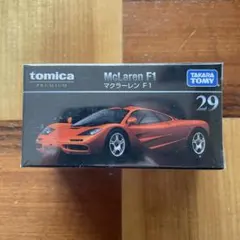 tomica
PREMIUM
McLaren F1
マクラーレン F1
TAKARA
TOMY
29